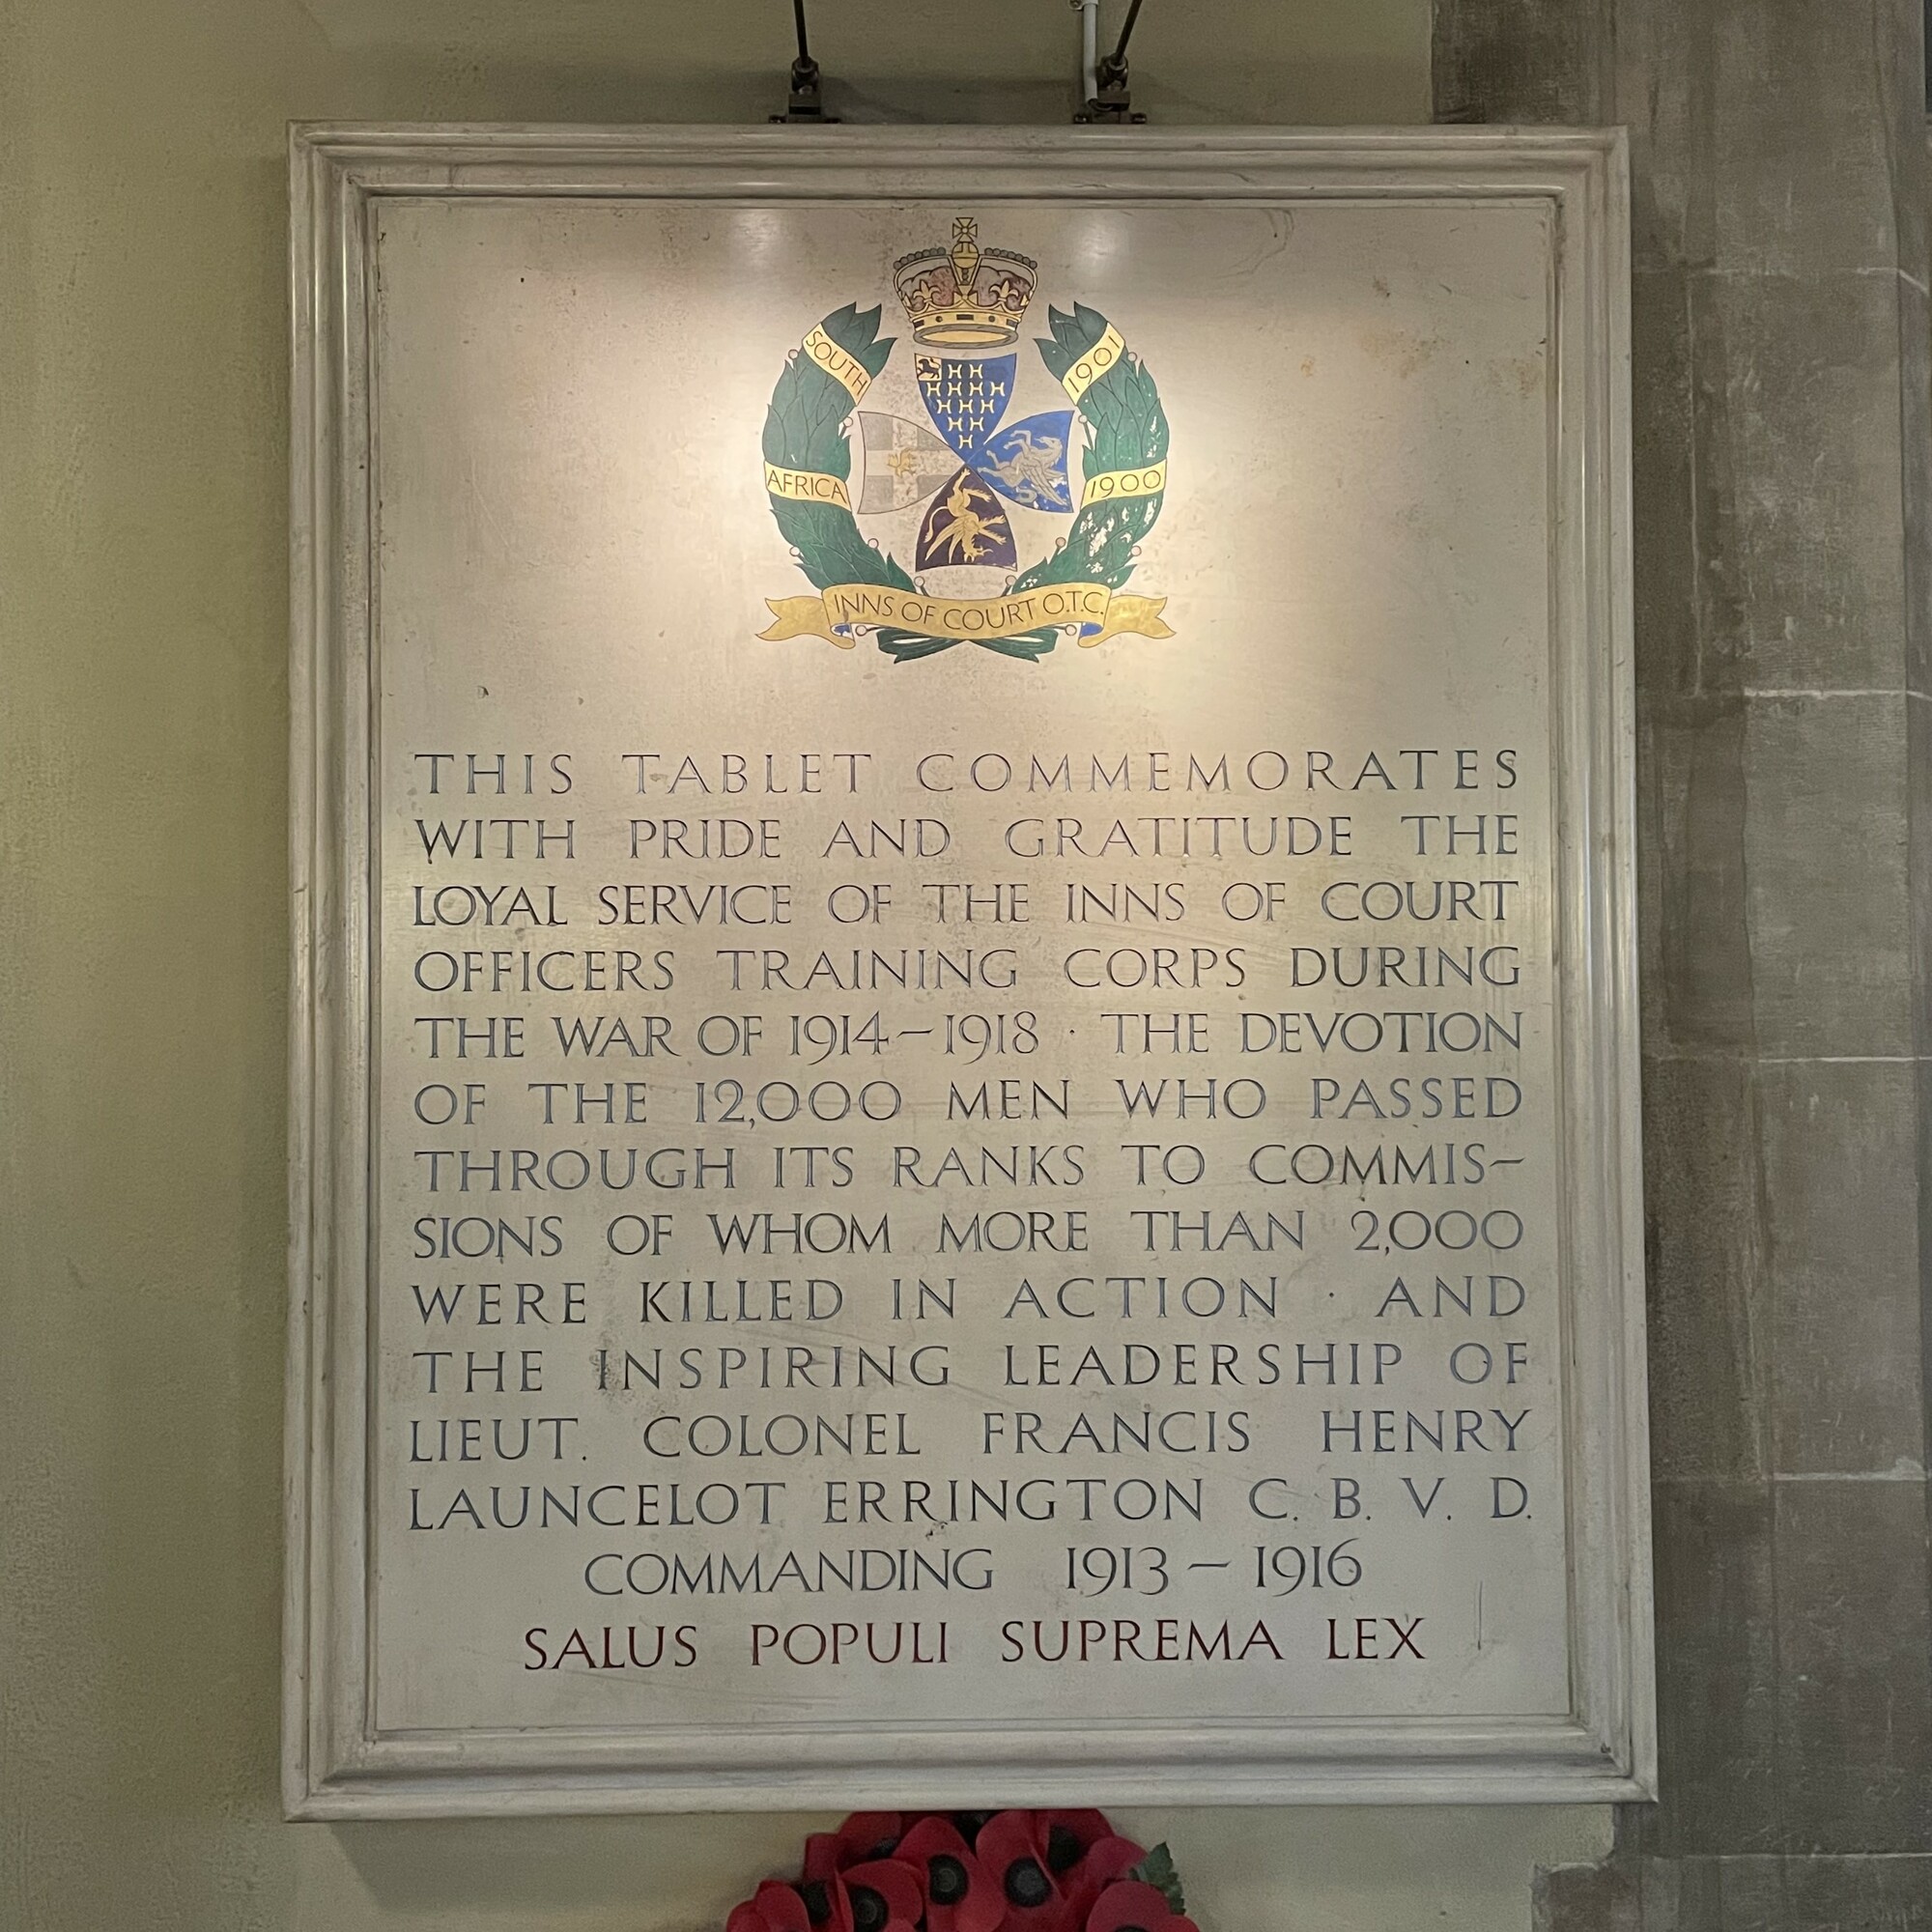 SOUTH
1901
AFRICA
1900
INNS OF COURT O.T.C.
THIS TABLET COMMEMORATES
WITH PRIDE AND GRATITUDE THE
LOYAL SERVICE OF THE INNS OF COURT
OFFICERS TRAINING CORPS DURING
THE WAR OF 1914–1918 · THE DEVOTION
OF THE 12,000 MEN WHO PASSED
THROUGH ITS RANKS TO COMMIS–
SIONS OF WHOM MORE THAN 2,000
WERE KILLED IN ACTION · AND
THE INSPIRING LEADERSHIP OF
LIEUT. COLONEL FRANCIS HENRY
LAUNCELOT ERRINGTON C. B. V. D.
COMMANDING 1913 – 1916
SALUS POPULI SUPREMA LEX